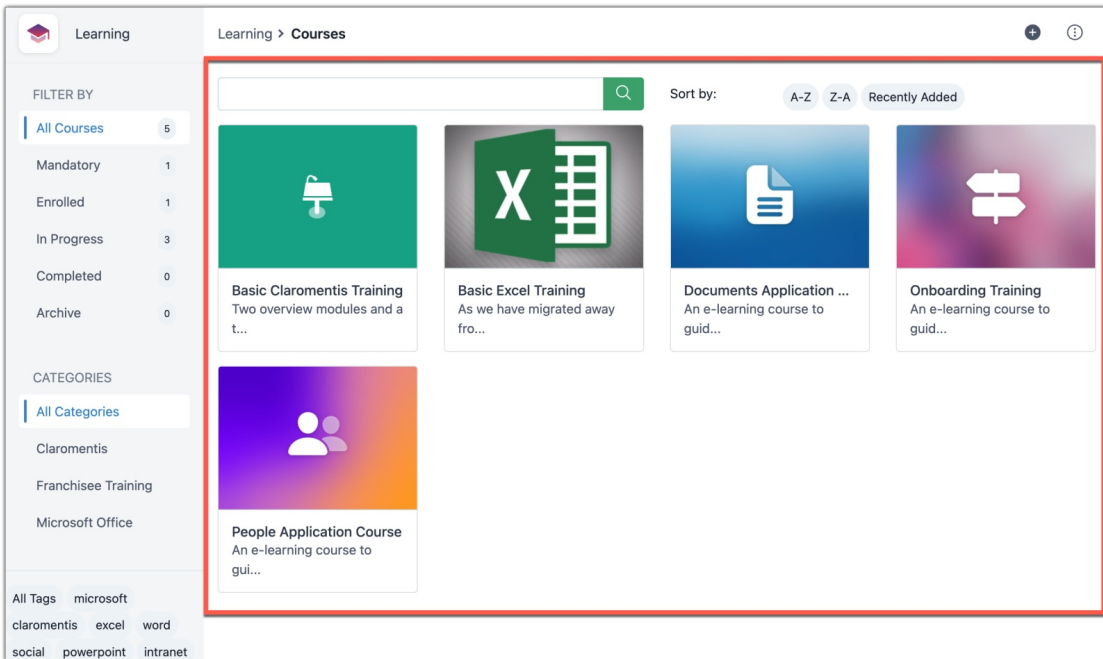 Learning
Learning > Courses
FILTER BY
All Courses 5
Mandatory 1
Enrolled 1
In Progress 3
Completed 0
Archive 0
CATEGORIES
All Categories
Claromentis
Franchisee Training
Microsoft Office
All Tags microsoft
claromentis excel word
social powerpoint intranet
Sort by: A-Z Z-A Recently Added
Basic Claromentis Training
Two overview modules and a
t...
X
Basic Excel Training
As we have migrated away
fro...
Documents Application ...
An e-learning course to
guid...
Onboarding Training
An e-learning course to
guid...
People Application Course
An e-learning course to
gui...